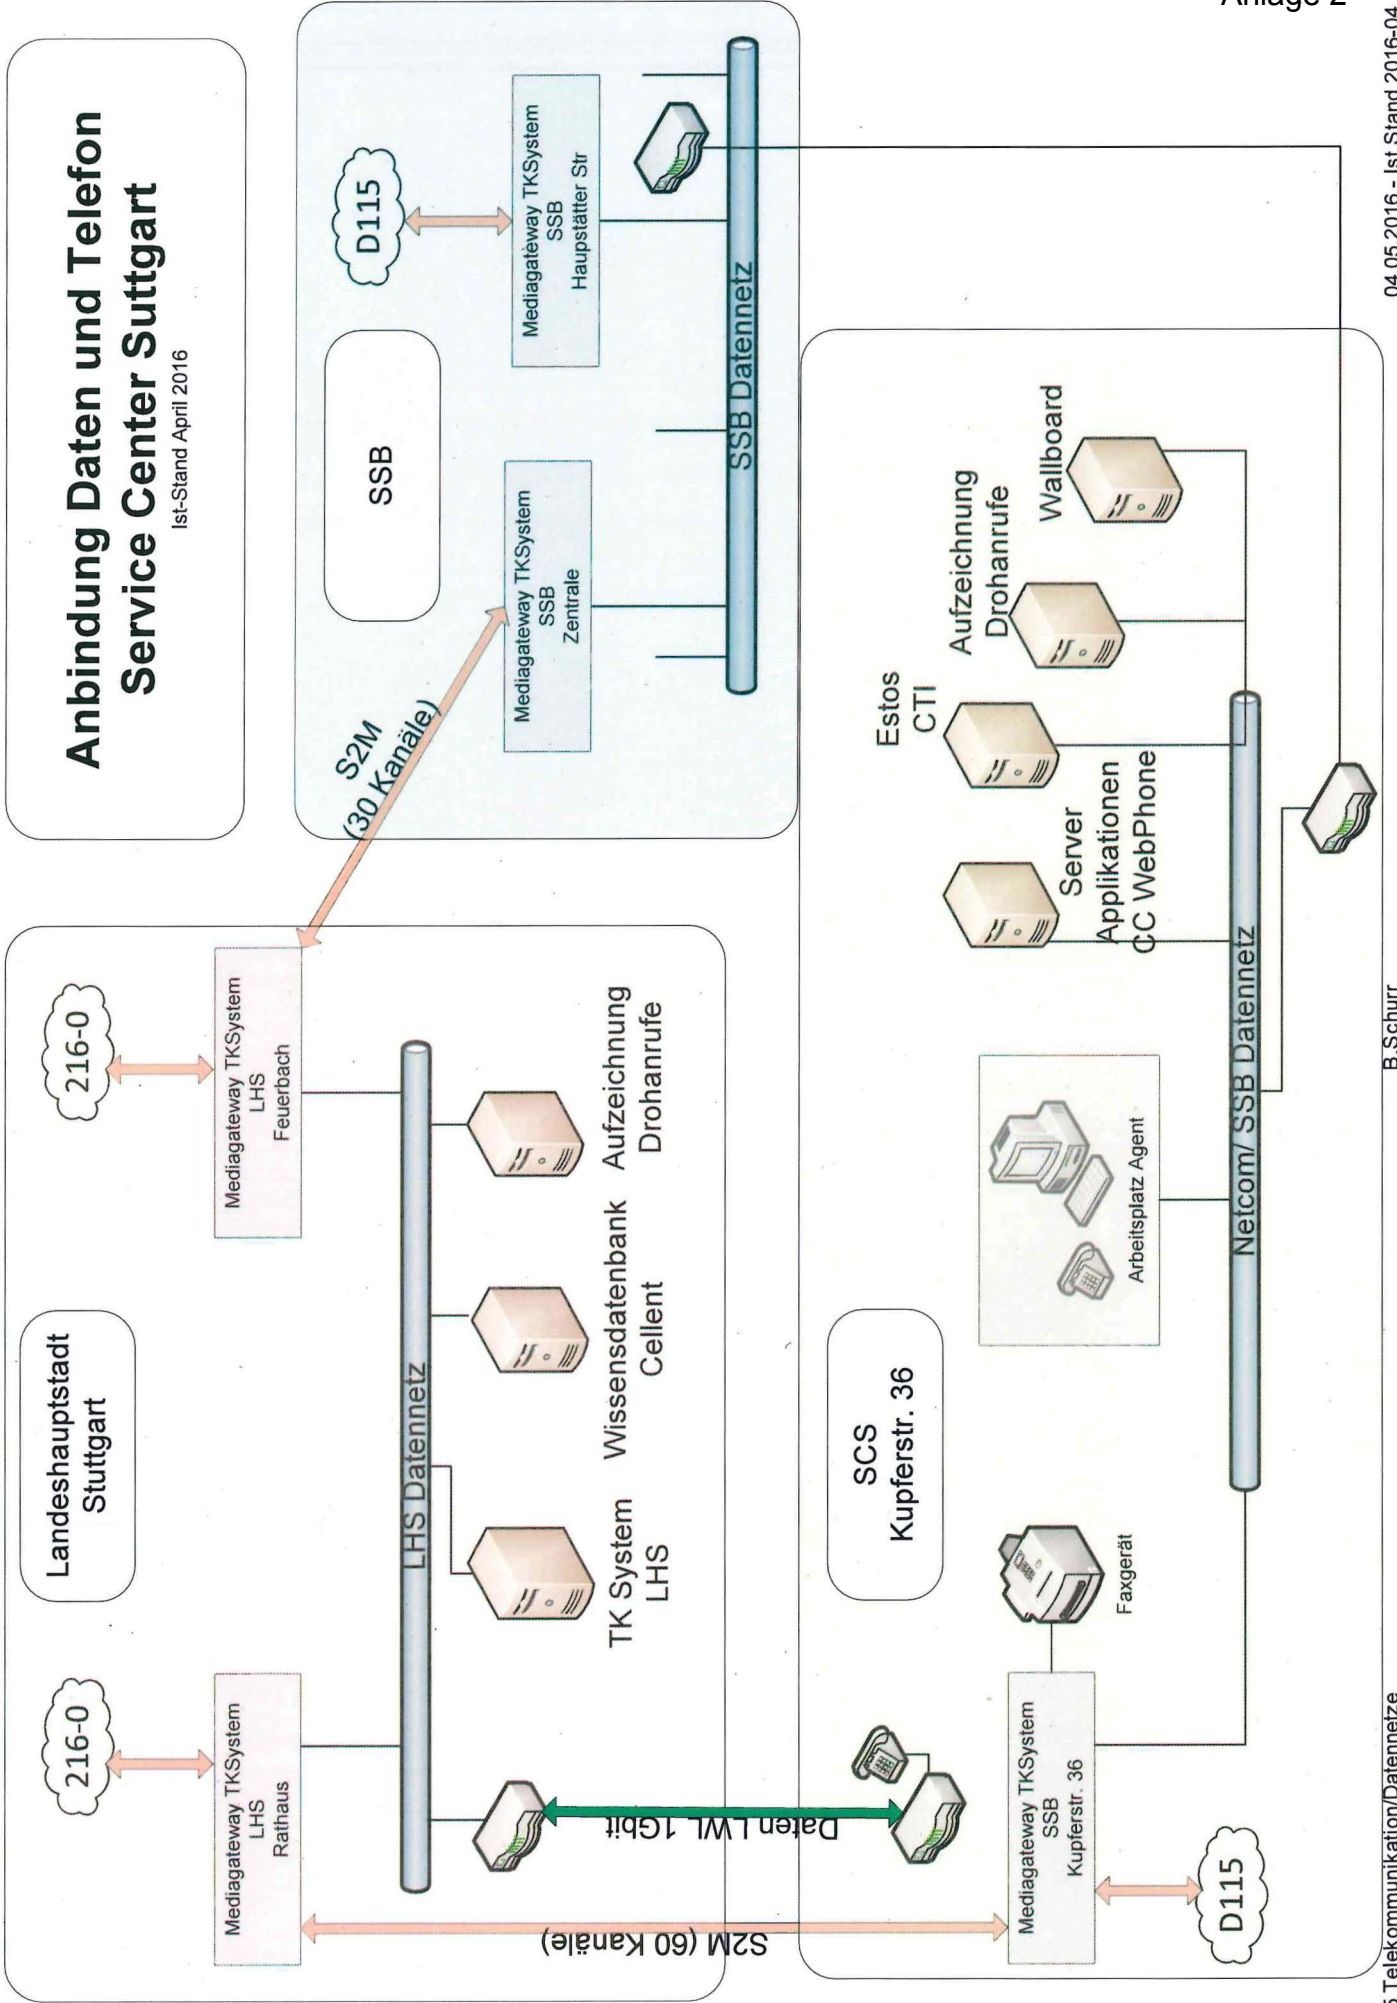 Anlage 2
Anbindung Daten und Telefon
Service Center Suttgart
Ist-Stand April 2016
Landeshauptstadt
Stuttgart
216-0
Mediagateway TKSystem
LHS
Rathaus
216-0
Mediagateway TKSystem
LHS
Feuerbach
LHS Datennetz
TK System
LHS
Wissensdatenbank
Cellent
Aufzeichnung
Drohanrufe
S2M
(30 Kanäle)
SSB
D115
Mediagateway TKSystem
SSB
Zentrale
Mediagateway TKSystem
SSB
Haupstätter Str
SSB Datennetz
S2M (60 Kanäle)
Daten LWL 1Gbit
SCS
Kupferstr. 36
Mediagateway TKSystem
SSB
Kupferstr. 36
D115
Faxgerät
Arbeitsplatz Agent
Server
Applikationen
CC WebPhone
Estos
CTI
Aufzeichnung
Drohanrufe
Wallboard
Netcom/ SSB Datennetz
Telekommunikation/Datennetze
B.Schurr
04.05.2016 - Ist Stand 2016-04